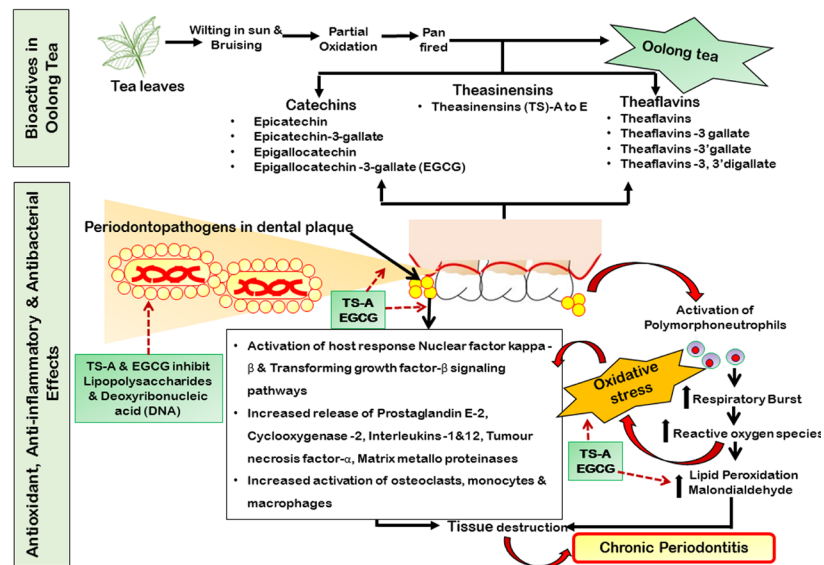 Bioactives in
Oolong Tea
Tea leaves
Wilting in sun &
Bruising
Partial
Oxidation
Pan
fired
Oolong tea
Catechins
• Epicatechin
• Epicatechin-3-gallate
• Epigallocatechin
• Epigallocatechin -3-gallate (EGCG)
Theasinensins
• Theasinensins (TS)-A to E
Theaflavins
• Theaflavins
• Theaflavins -3 gallate
• Theaflavins -3'gallate
• Theaflavins -3, 3'digallate
Antioxidant, Anti-inflammatory & Antibacterial
Effects
Periodontopathogens in dental plaque
TS-A
EGCG
TS-A & EGCG inhibit
Lipopolysaccharides
& Deoxyribonucleic
acid (DNA)
• Activation of host response Nuclear factor kappa -
β & Transforming growth factor-β signaling
pathways
• Increased release of Prostaglandin E-2,
Cyclooxygenase -2, Interleukins -1&12, Tumour
necrosis factor-α, Matrix metallo proteinases
• Increased activation of osteoclasts, monocytes &
macrophages
Activation of
Polymorphoneutrophils
Oxidative
stress
Respiratory Burst
Reactive oxygen species
TS-A
EGCG
Lipid Peroxidation
Malondialdehyde
Tissue destruction
Chronic Periodontitis